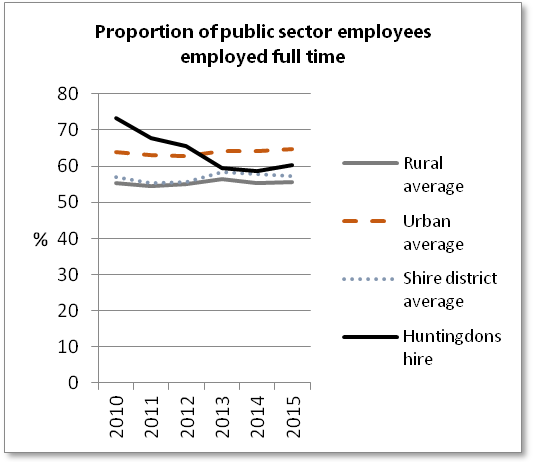 Proportion of public sector employees
employed full time
80
70
60
50
40
30
20
10
0
%
2010
2011
2012
2013
2014
2015
Rural
average
Urban
average
Shire district
average
Huntingdons
hire